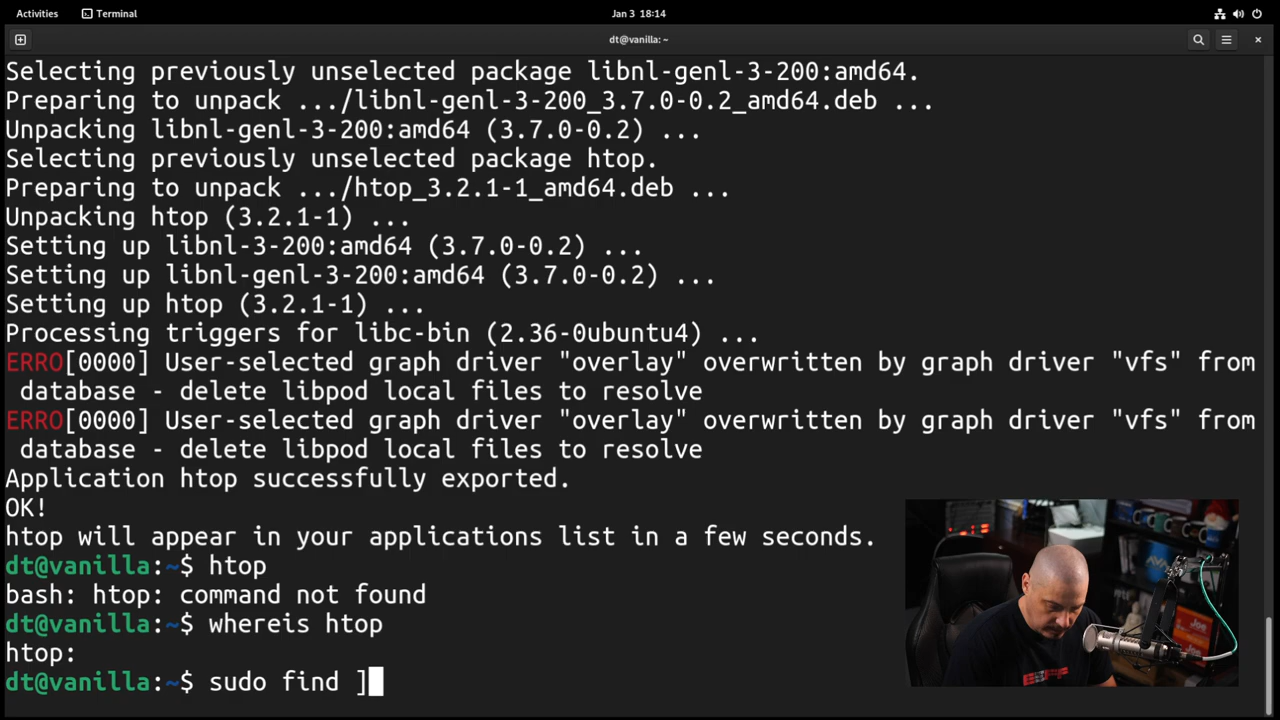 Activities
Terminal
Jan 3 18:14
dt@vanilla: ~
Selecting previously unselected package libnl-genl-3-200:amd64.
Preparing to unpack .../libnl-genl-3-200_3.7.0-0.2_amd64.deb ...
Unpacking libnl-genl-3-200:amd64 (3.7.0-0.2) ...
Selecting previously unselected package htop.
Preparing to unpack .../htop_3.2.1-1_amd64.deb ...
Unpacking htop (3.2.1-1) ...
Setting up libnl-3-200:amd64 (3.7.0-0.2) ...
Setting up libnl-genl-3-200:amd64 (3.7.0-0.2) ...
Setting up htop (3.2.1-1) ...
Processing triggers for libc-bin (2.36-0ubuntu4) ...
ERRO[0000] User-selected graph driver "overlay" overwritten by graph driver "vfs" from
database - delete libpod local files to resolve
ERRO[0000] User-selected graph driver "overlay" overwritten by graph driver "vfs" from
database - delete libpod local files to resolve
Application htop successfully exported.
OK!
htop will appear in your applications list in a few seconds.
dt@vanilla:~$ htop
bash: htop: command not found
dt@vanilla:~$ whereis htop
htop:
dt@vanilla:~$ sudo find ]